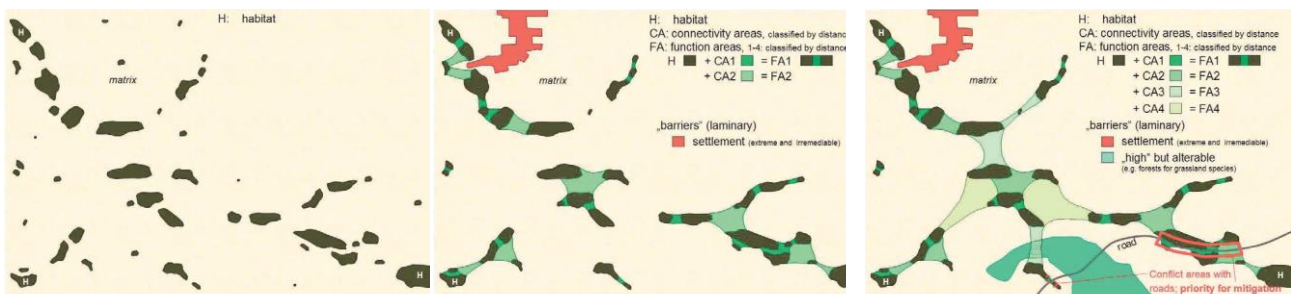 H: habitat
H
matrix
H
H
H: habitat
CA: connectivity areas, classified by distance
FA: function areas, 1-4: classified by distance
H + CA1 = FA1
+ CA2 = FA2
H
matrix
„barriers“ (laminary)
settlement (extreme and irremediable)
H
H
H: habitat
CA: connectivity areas, classified by distance
FA: function areas, 1-4: classified by distance
H + CA1 = FA1
+ CA2 = FA2
+ CA3 = FA3
+ CA4 = FA4
H
matrix
„barriers“ (laminary)
settlement (extreme and irremediable)
„high“ but alterable
(e.g. forests for grassland species)
road
Conflict areas with
roads; priority for mitigation
H
H